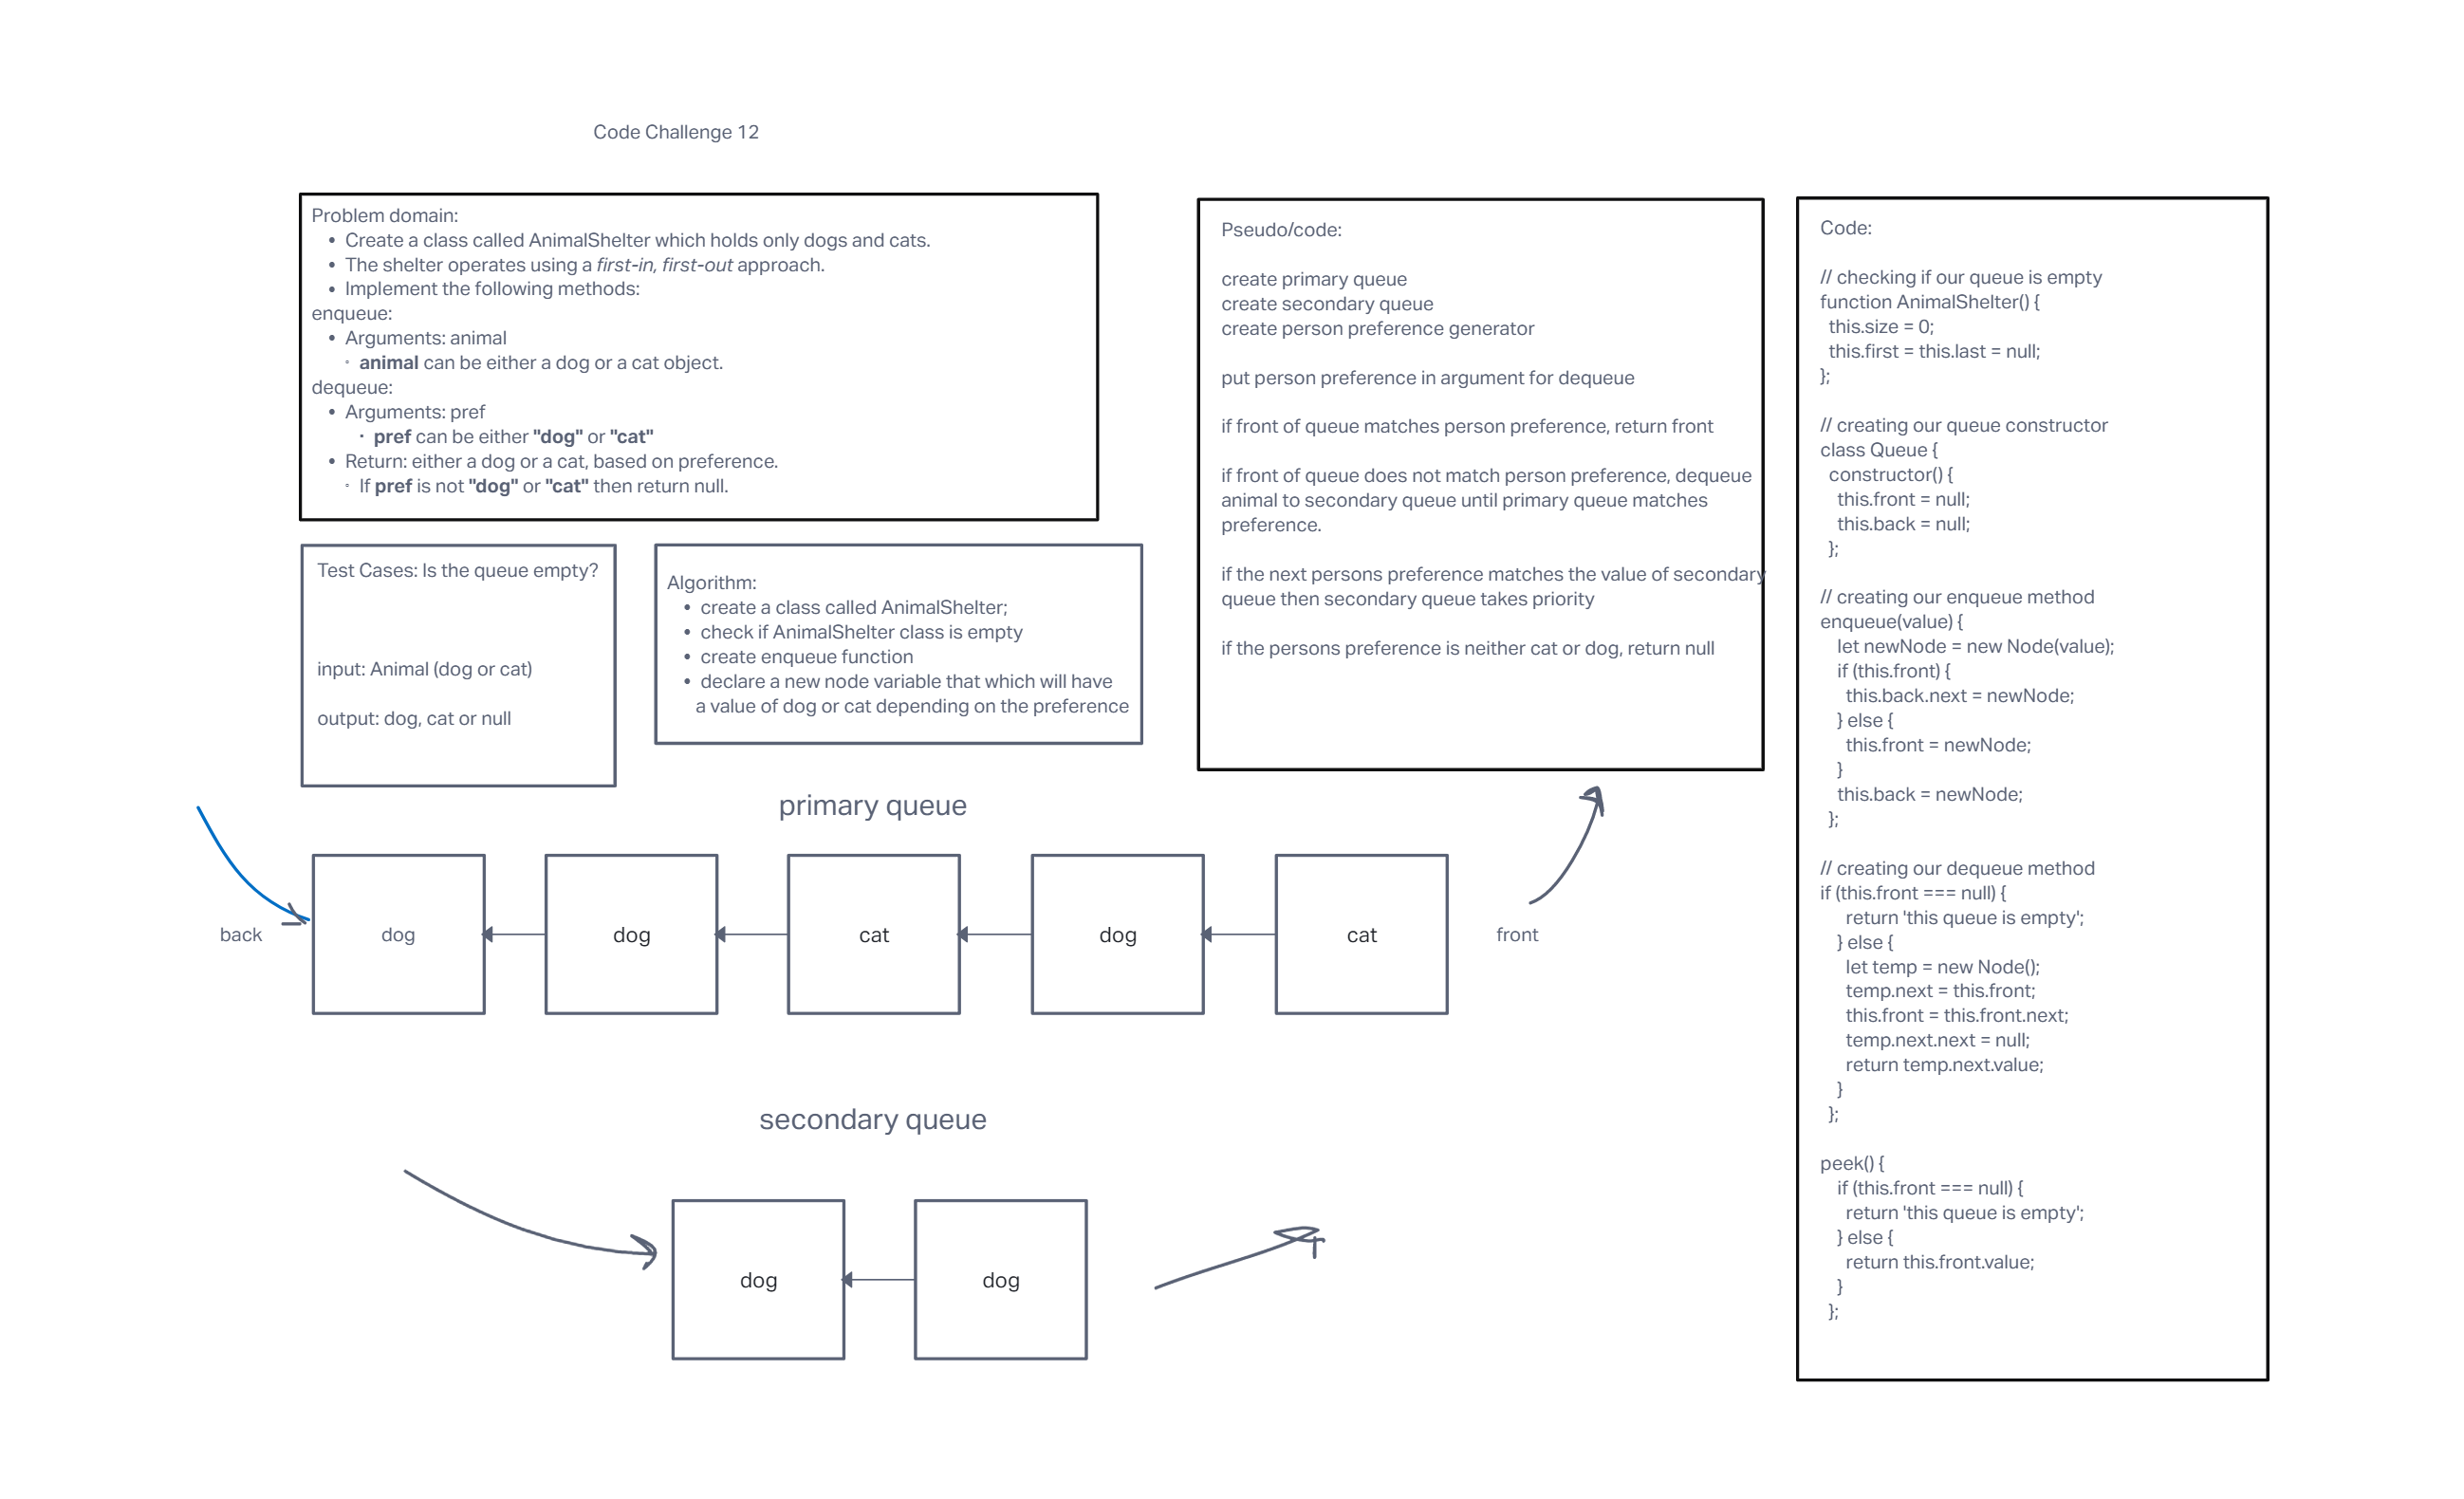 Code Challenge 12
Problem domain:
• Create a class called AnimalShelter which holds only dogs and cats.
• The shelter operates using a first-in, first-out approach.
• Implement the following methods:
enqueue:
• Arguments: animal
◦ animal can be either a dog or a cat object.
dequeue:
• Arguments: pref
▪ pref can be either "dog" or "cat"
• Return: either a dog or a cat, based on preference.
◦ If pref is not "dog" or "cat" then return null.
Test Cases: Is the queue empty?
input: Animal (dog or cat)
output: dog, cat or null
Algorithm:
• create a class called AnimalShelter;
• check if AnimalShelter class is empty
• create enqueue function
• declare a new node variable that which will have
a value of dog or cat depending on the preference
Pseudo/code:
create primary queue
create secondary queue
create person preference generator
put person preference in argument for dequeue
if front of queue matches person preference, return front
if front of queue does not match person preference, dequeue
animal to secondary queue until primary queue matches
preference.
if the next persons preference matches the value of secondary
queue then secondary queue takes priority
if the persons preference is neither cat or dog, return null
Code:
// checking if our queue is empty
function AnimalShelter() {
this.size = 0;
this.first = this.last = null;
};
// creating our queue constructor
class Queue {
constructor() {
this.front = null;
this.back = null;
};
// creating our enqueue method
enqueue(value) {
let newNode = new Node(value);
if (this.front) {
this.back.next = newNode;
} else {
this.front = newNode;
}
this.back = newNode;
};
// creating our dequeue method
if (this.front === null) {
return 'this queue is empty';
} else {
let temp = new Node();
temp.next = this.front;
this.front = this.front.next;
temp.next.next = null;
return temp.next.value;
}
};
peek() {
if (this.front === null) {
return 'this queue is empty';
} else {
return this.front.value;
}
};
primary queue
back
dog
dog
cat
dog
cat
front
secondary queue
dog
dog